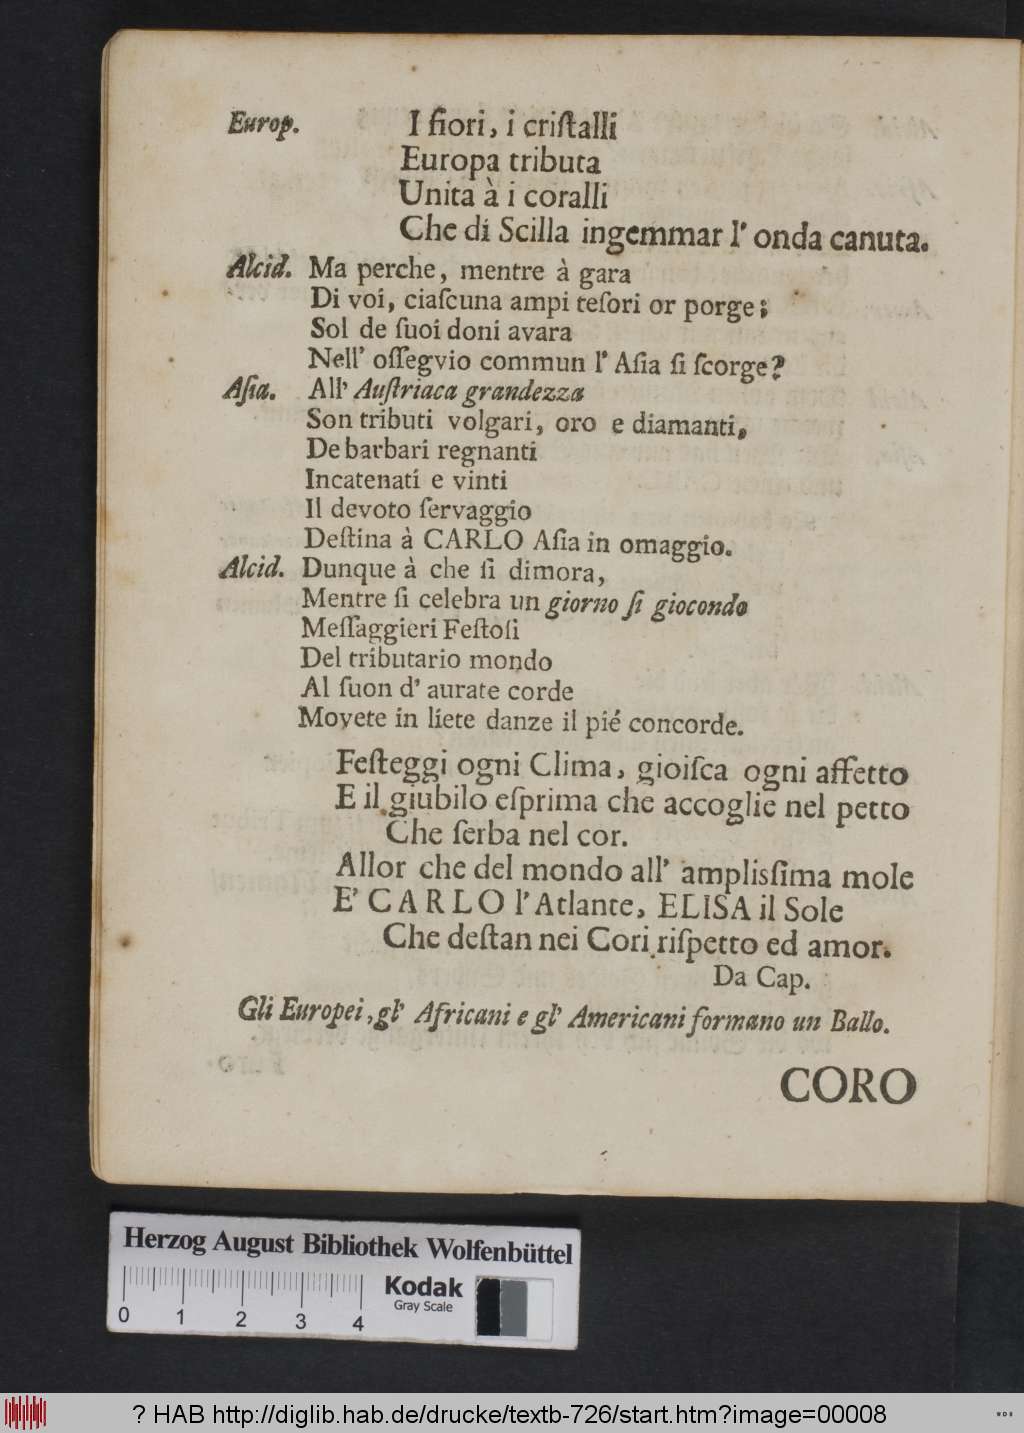 Europ. I fiori, i criſtalli
Europa tributa
Unita à i coralli
Che di Scilla ingemmar l' onda canuta.
Alcid. Ma perche, mentre à gara
Di voi, ciaſcuna ampi teſori or porge;
Sol de ſuoi doni avara
Nell' oſſegvio commun l' Aſia ſi ſcorge?
Aſia. All' Auſtriaca grandezza
Son tributi volgari, oro e diamanti,
De barbari regnanti
Incatenati e vinti
Il devoto ſervaggio
Deſtina à CARLO Aſia in omaggio.
Alcid. Dunque à che ſi dimora,
Mentre ſi celebra un giorno ſi giocondo
Meſſaggieri Feſtoſi
Del tributario mondo
Al ſuon d' aurate corde
Movete in liete danze il pié concorde.
Feſteggi ogni Clima, gioiſca ogni affetto
E il giubilo eſprima che accoglie nel petto
Che ſerba nel cor.
Allor che del mondo all' amplisſima mole
E' CARLO l' Atlante, ELISA il Sole
Che deſtan nei Cori riſpetto ed amor.
Da Cap.
Gli Europei, gl' Africani e gl' Americani formano un Ballo.
CORO
Herzog August Bibliothek Wolfenbüttel
0 1 2 3 4
Kodak
Gray Scale
? HAB http://diglib.hab.de/drucke/textb-726/start.htm?image=00008